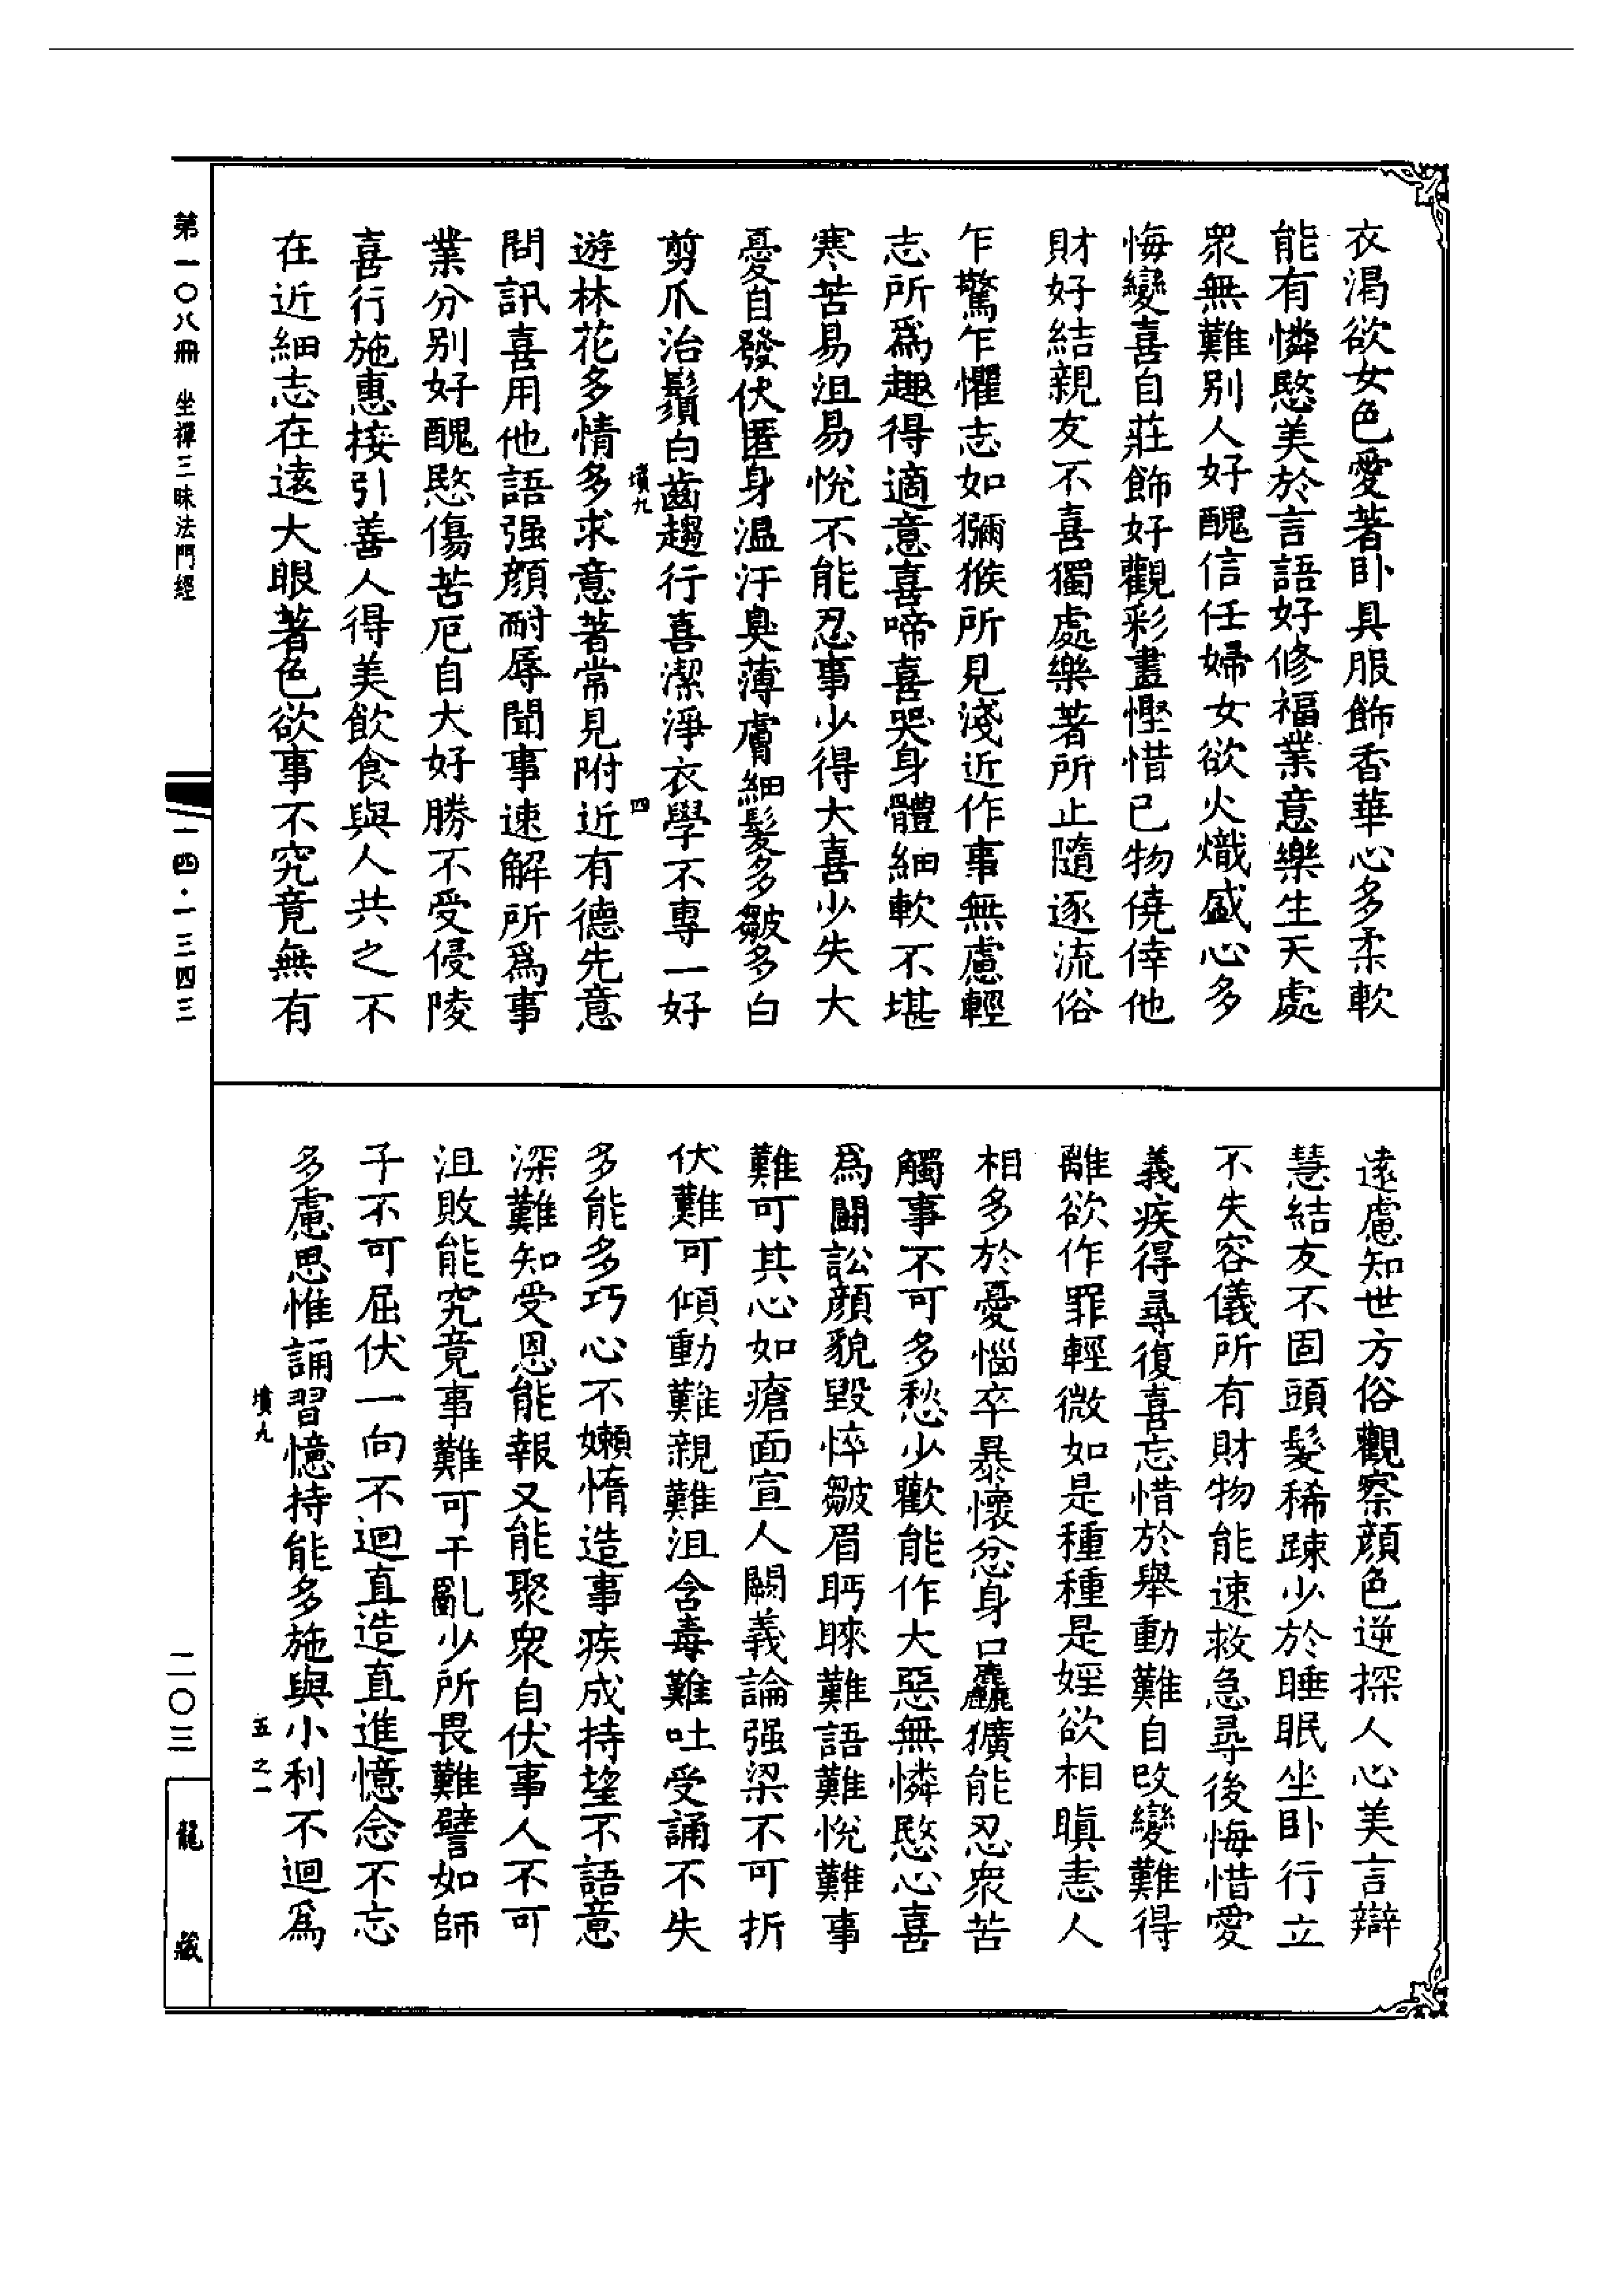 衣渴欲女色愛著臥具服飾香華心多柔軟
能有憐愍美於言語好修福業意樂生天處
衆無難別人好醜信任婦女欲火熾盛心多
悔變喜自莊飾好觀彩畫慳惜已物僥倖他
財好結親友不喜獨處樂著所止隨逐流俗
乍驚乍懼志如獼猴所見淺近作事無慮輕
志所爲趣得適意喜啼喜哭身體細軟不堪
寒苦易沮易悅不能忍事少得大喜少失大
憂自發伏匿身溫汗臭薄膚細髮多皺多白
剪爪治鬚白齒趨行喜潔淨衣學不專一好
墳九
四
遊林花多情多求意著常見附近有德先意
問訊喜用他語强顔耐辱聞事速解所爲事
業分別好醜愍傷苦厄自大好勝不受侵陵
喜行施惠接引善人得美飲食與人共之不
在近細志在遠大眼著色欲事不究竟無有
遠慮知世方俗觀察顔色逆探人心美言辯
慧結友不固頭髮稀踈少於睡眠坐臥行立
不失容儀所有財物能速救急尋後悔惜愛
義疾得尋復喜忘惜於舉動難自改變難得
離欲作罪輕微如是種種是婬欲相瞋恚人
相多於憂惱卒暴懷忿身口麤獷能忍衆苦
觸事不可多愁少歡能作大惡無憐愍心喜
爲鬪訟顔貌毀悴皺眉眄睞難語難悅難事
難可其心如瘡面宣人闕義論强梁不可折
伏難可傾動難親難沮含毒難吐受誦不失
多能多巧心不嬾惰造事疾成持望不語意
深難知受恩能報又能聚衆自伏事人不可
沮敗能究竟事難可干亂少所畏難譬如師
子不可屈伏一向不迴直造直進憶念不忘
多慮思惟誦習憶持能多施與小利不迴爲
墳九
五之一
第一〇八冊 坐禪三昧法門經
一四·一三四三
二〇三
龍藏